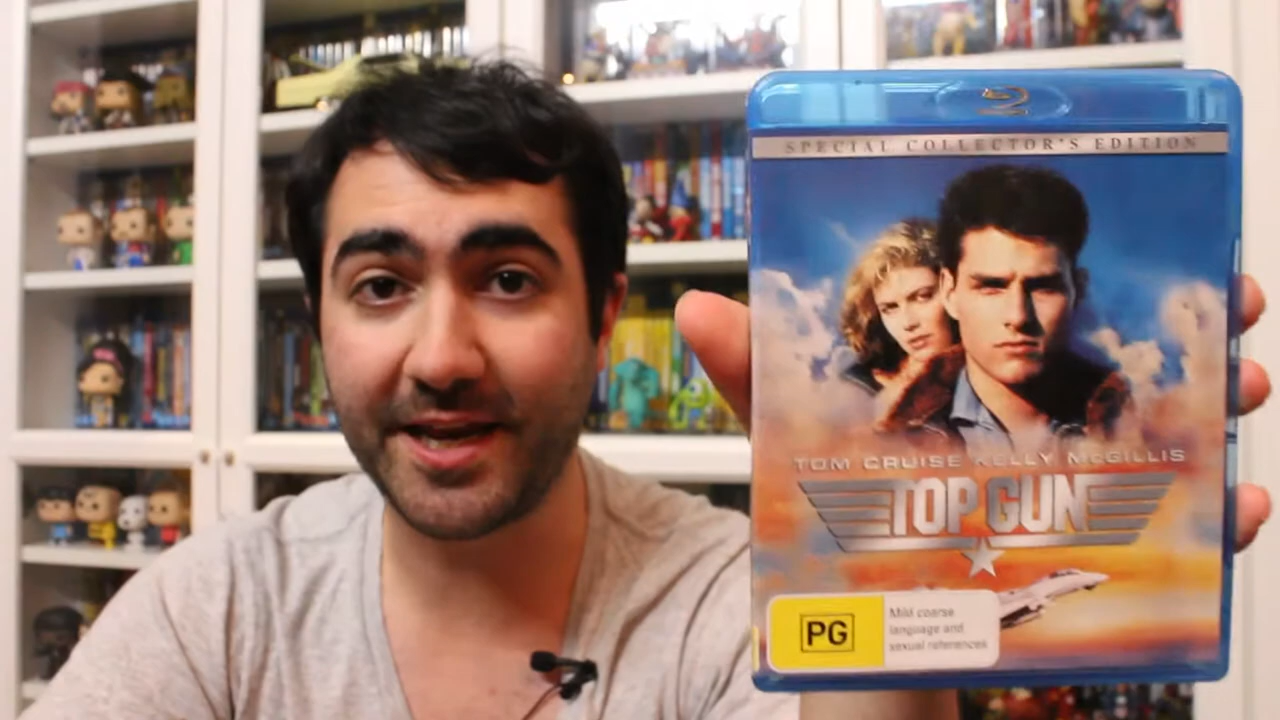 SPECIAL COLLECTOR'S EDITION
TOM CRUISE KELLY McGILLIS
TOP GUN
PG
Mild coarse
language and
sexual references